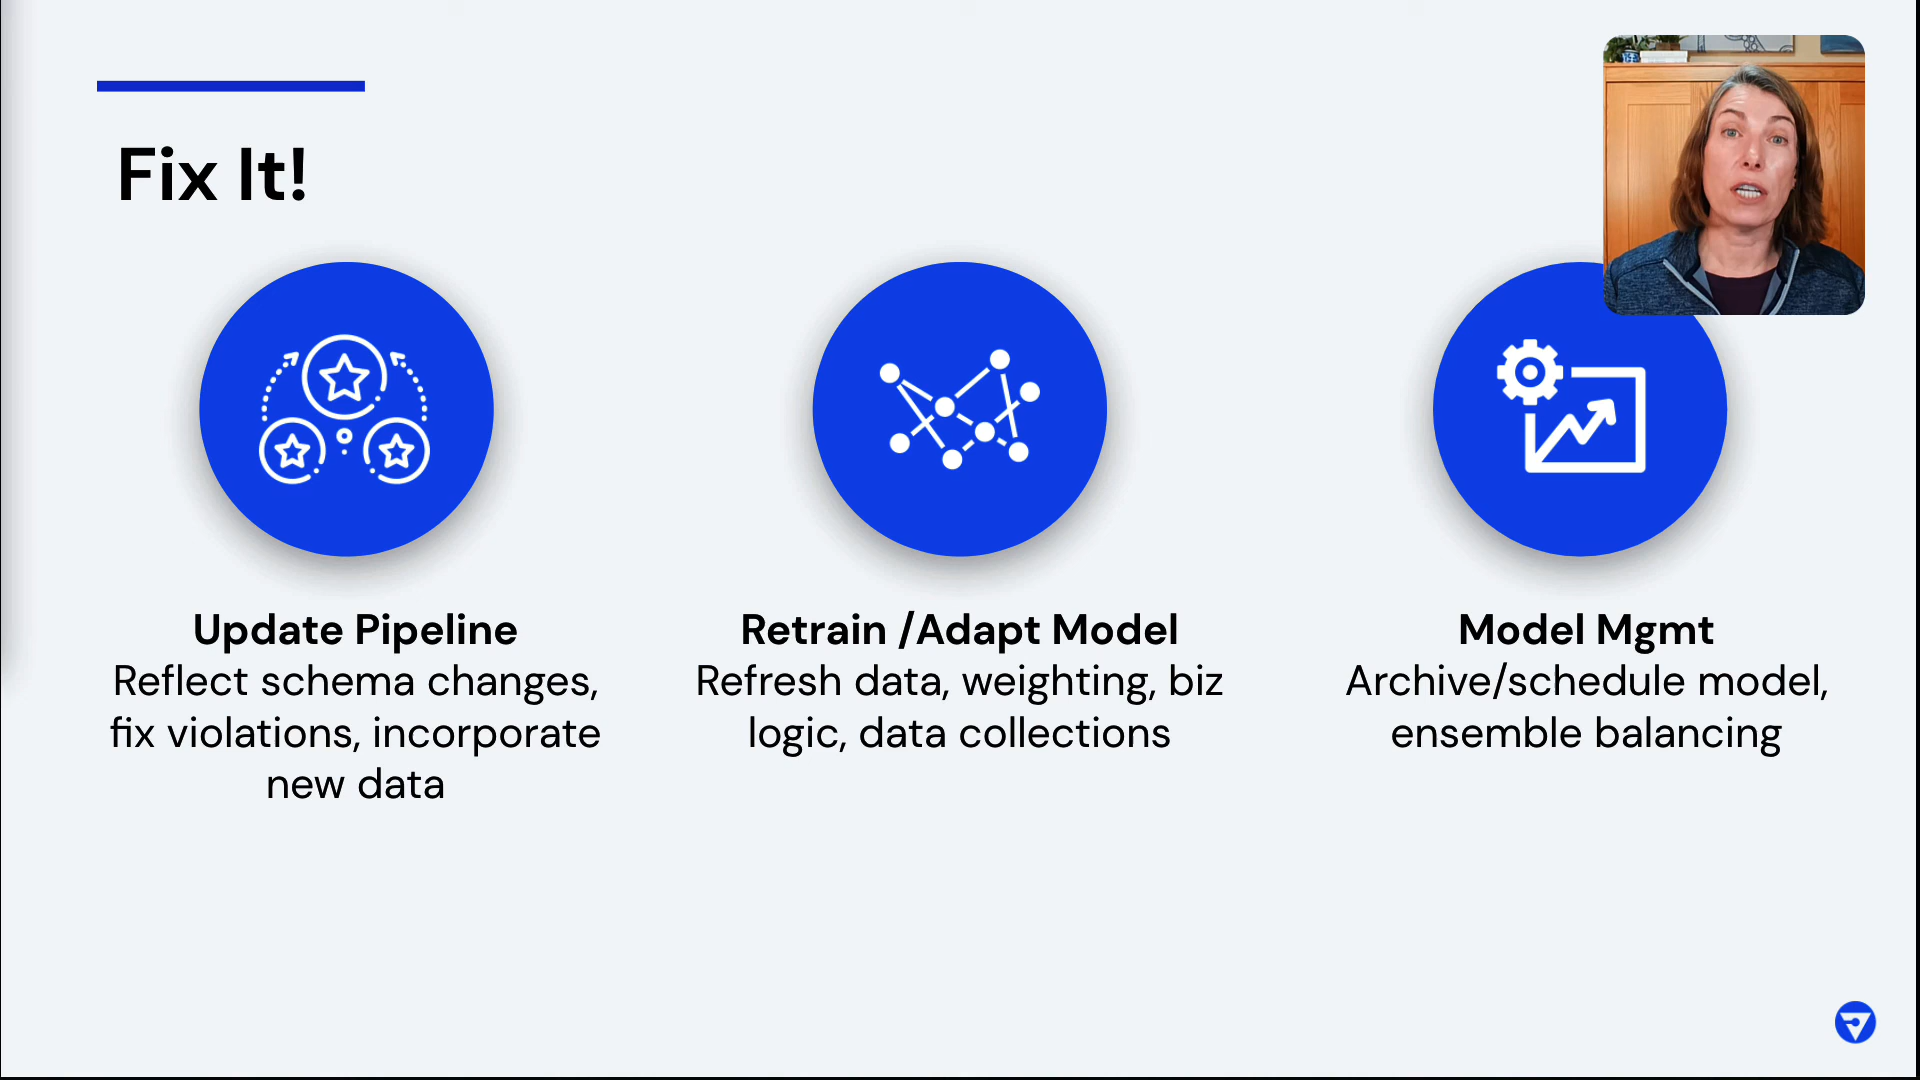 Fix It!
Update Pipeline
Reflect schema changes,
fix violations, incorporate
new data
Retrain /Adapt Model
Refresh data, weighting, biz
logic, data collections
Model Mgmt
Archive/schedule model,
ensemble balancing